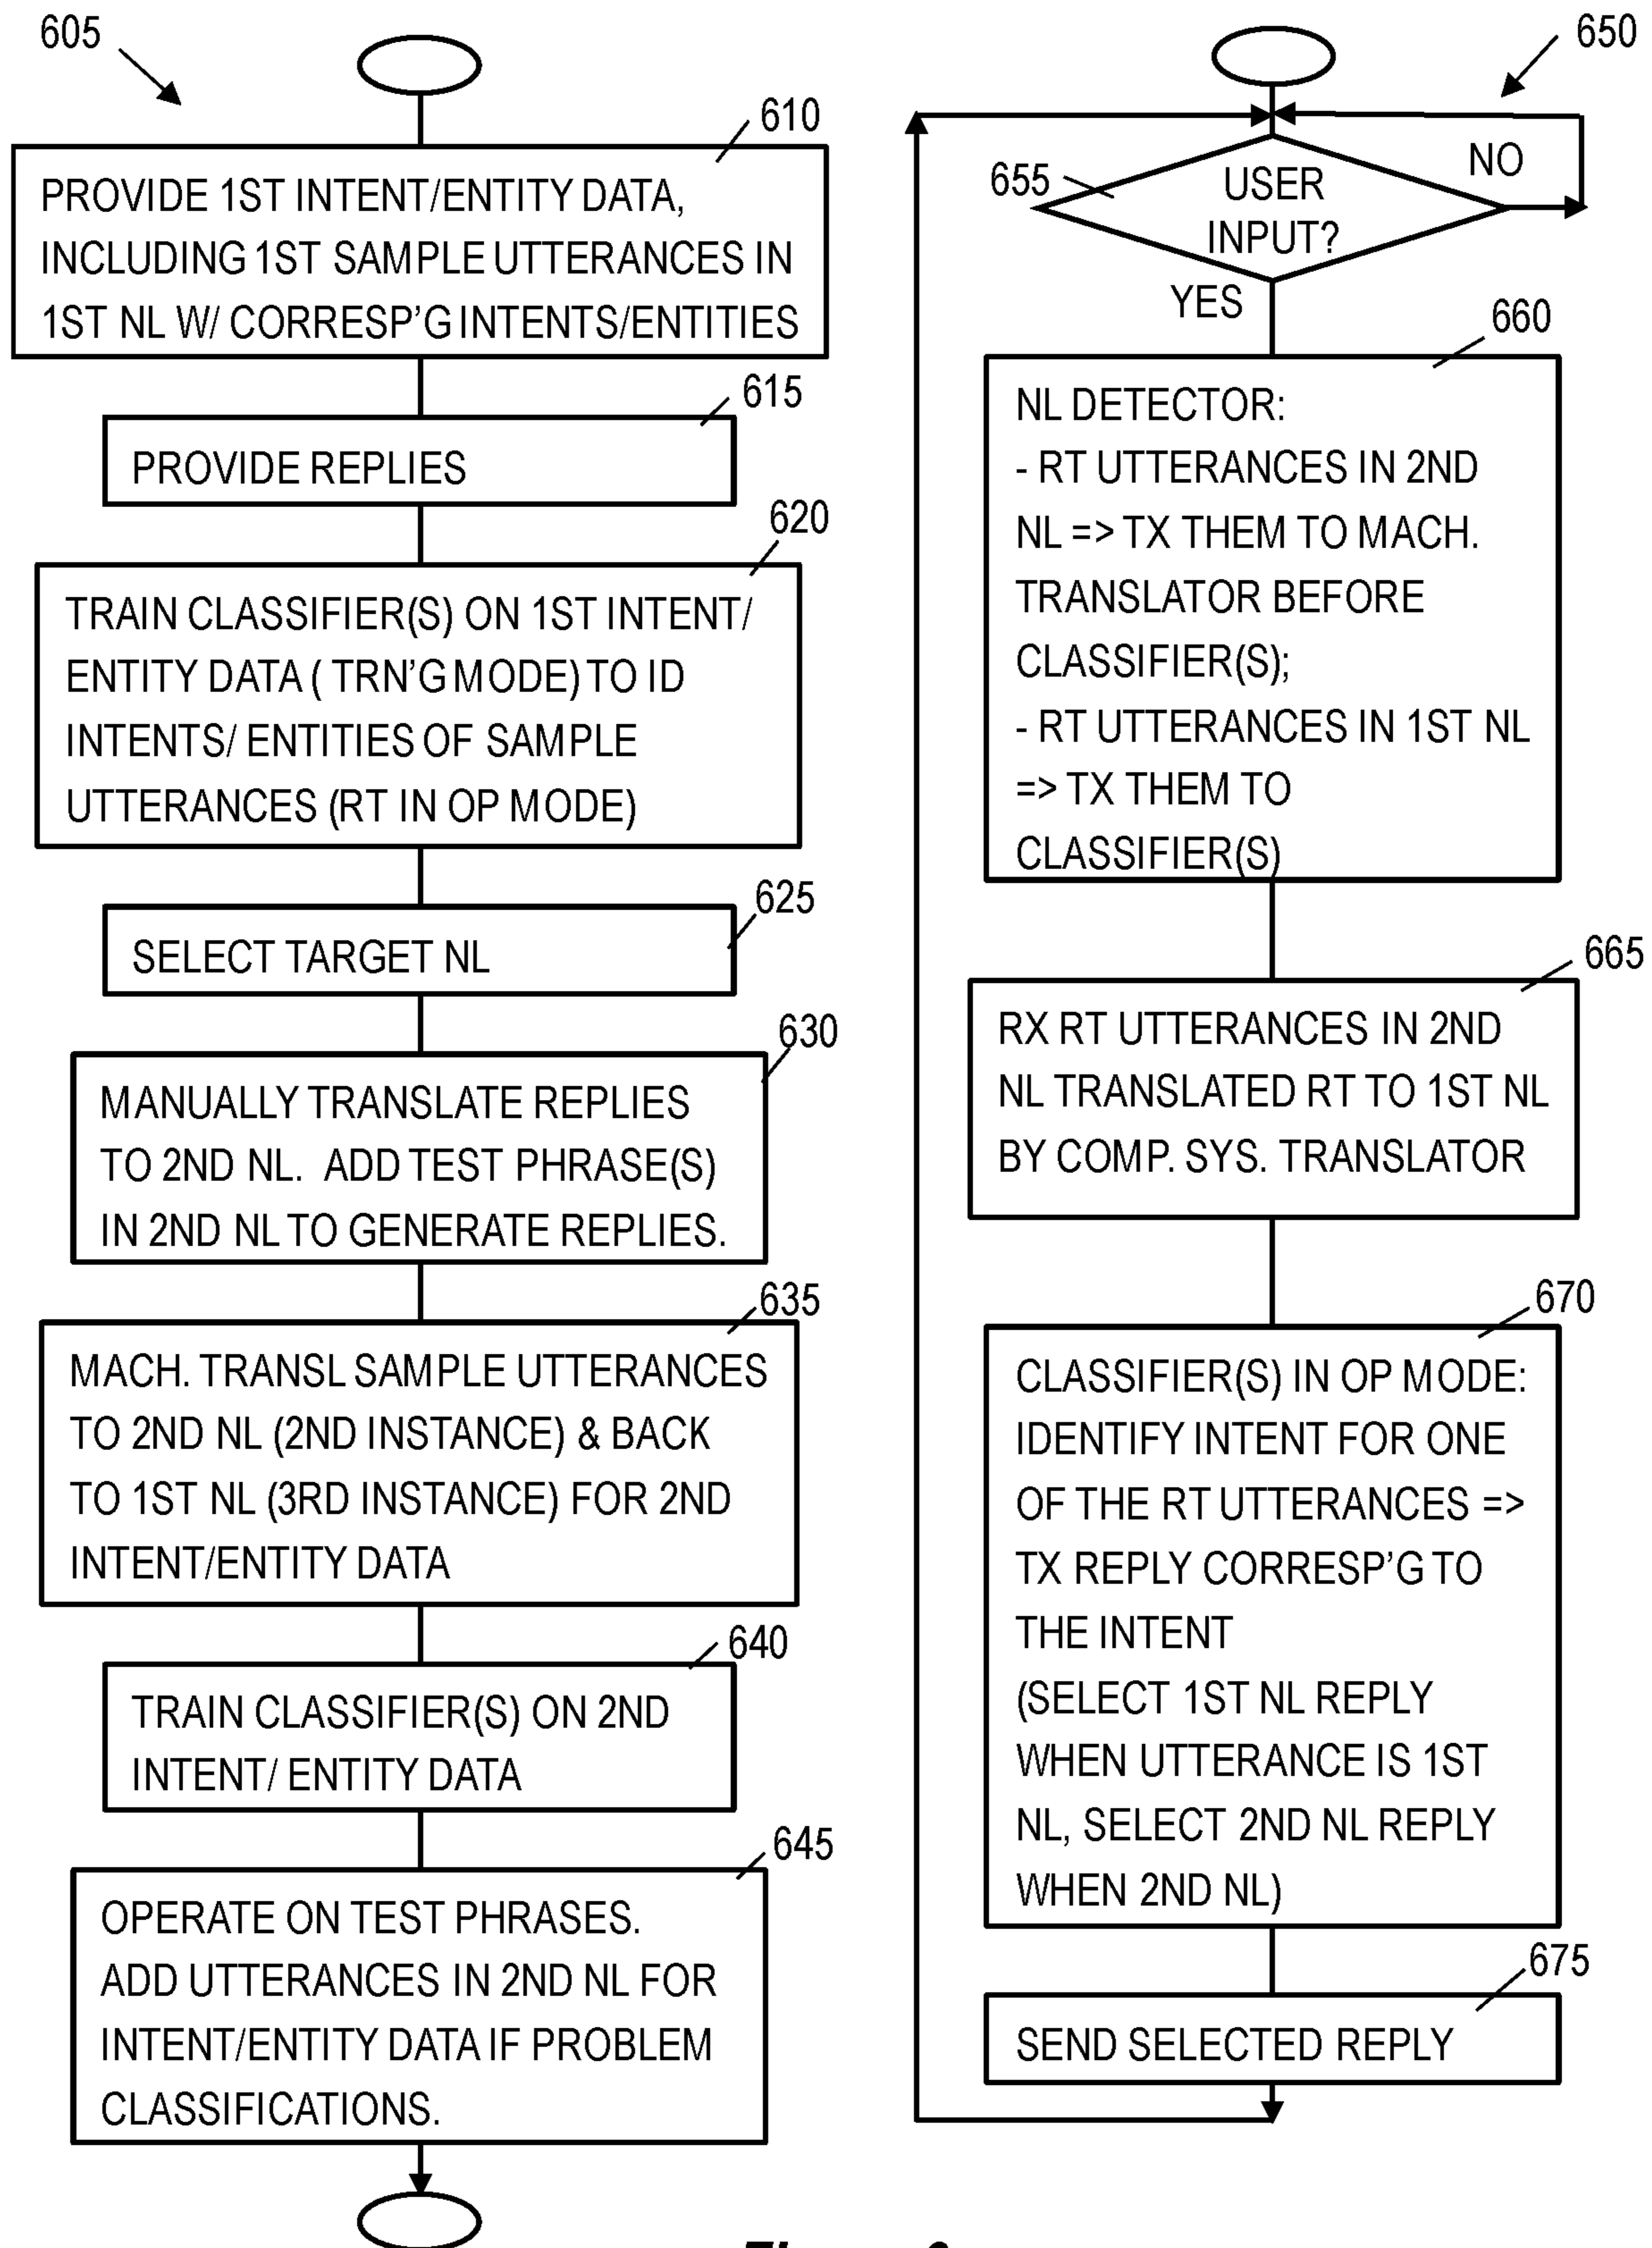 605
610
PROVIDE 1ST INTENT/ENTITY DATA,
INCLUDING 1ST SAMPLE UTTERANCES IN
1ST NL W/ CORRESP'G INTENTS/ENTITIES
615
PROVIDE REPLIES
620
TRAIN CLASSIFIER(S) ON 1ST INTENT/
ENTITY DATA ( TRN'G MODE) TO ID
INTENTS/ ENTITIES OF SAMPLE
UTTERANCES (RT IN OP MODE)
625
SELECT TARGET NL
630
MANUALLY TRANSLATE REPLIES
TO 2ND NL. ADD TEST PHRASE(S)
IN 2ND NL TO GENERATE REPLIES.
635
MACH. TRANSL SAMPLE UTTERANCES
TO 2ND NL (2ND INSTANCE) & BACK
TO 1ST NL (3RD INSTANCE) FOR 2ND
INTENT/ENTITY DATA
640
TRAIN CLASSIFIER(S) ON 2ND
INTENT/ ENTITY DATA
645
OPERATE ON TEST PHRASES.
ADD UTTERANCES IN 2ND NL FOR
INTENT/ENTITY DATA IF PROBLEM
CLASSIFICATIONS.
650
655
USER
INPUT?
NO
YES
660
NL DETECTOR:
- RT UTTERANCES IN 2ND
NL => TX THEM TO MACH.
TRANSLATOR BEFORE
CLASSIFIER(S);
- RT UTTERANCES IN 1ST NL
=> TX THEM TO
CLASSIFIER(S)
665
RX RT UTTERANCES IN 2ND
NL TRANSLATED RT TO 1ST NL
BY COMP. SYS. TRANSLATOR
670
CLASSIFIER(S) IN OP MODE:
IDENTIFY INTENT FOR ONE
OF THE RT UTTERANCES =>
TX REPLY CORRESP'G TO
THE INTENT
(SELECT 1ST NL REPLY
WHEN UTTERANCE IS 1ST
NL, SELECT 2ND NL REPLY
WHEN 2ND NL)
675
SEND SELECTED REPLY